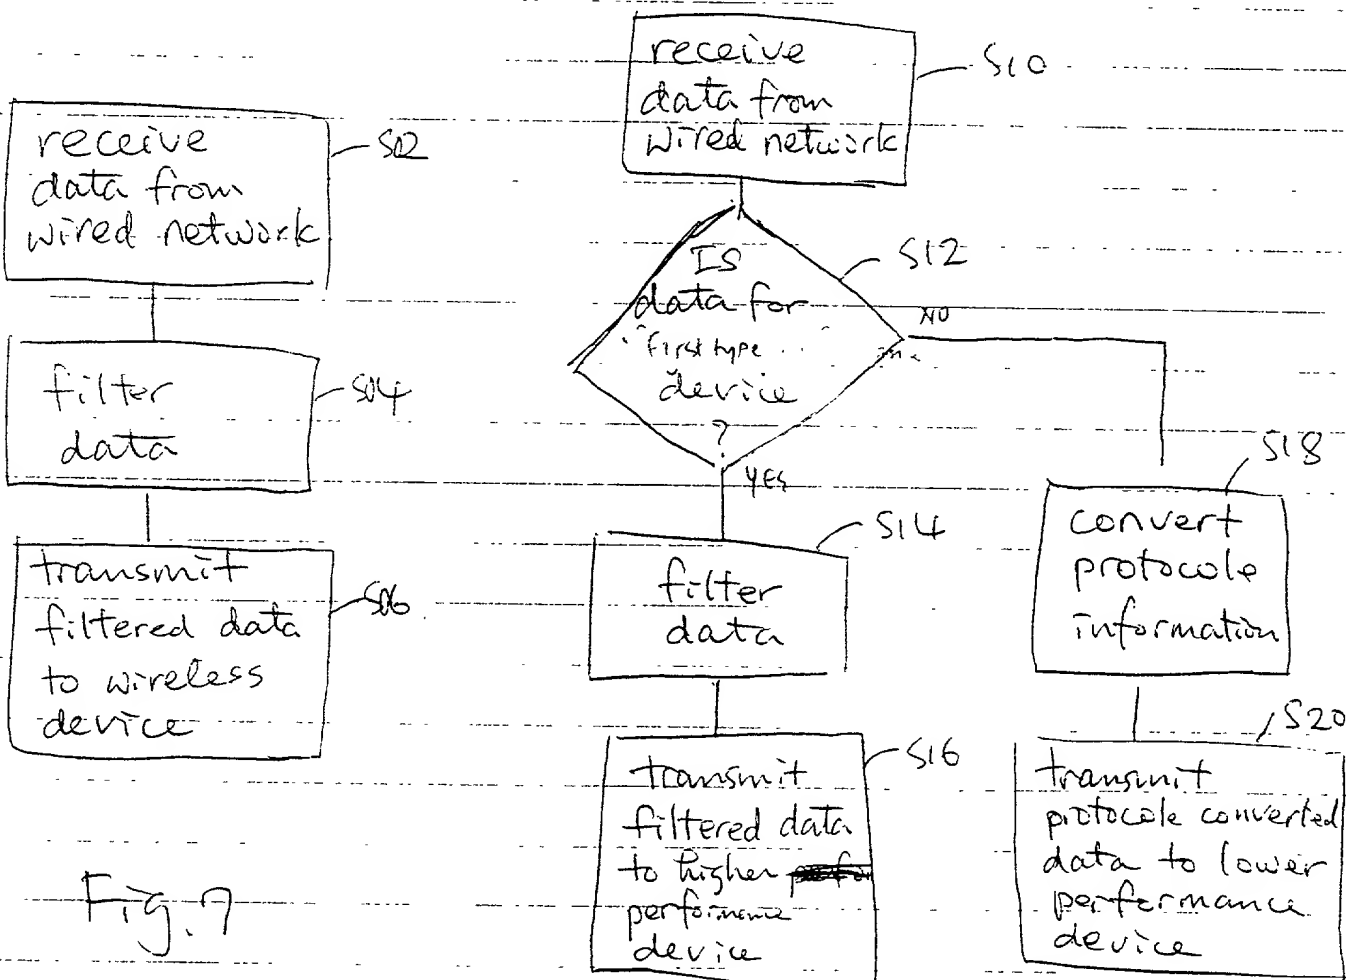 receive
data from
wired network
S02
filter
data
S04
transmit
filtered data
to wireless
device
S06
Fig. 7
receive
data from
wired network
S10
IS
data for
first type
device
?
S12
NO
YES
filter
data
S14
transmit
filtered data
to higher
performance
device
S16
convert
protocole
information
S18
transmit
protocole converted
data to lower
performance
device
S20